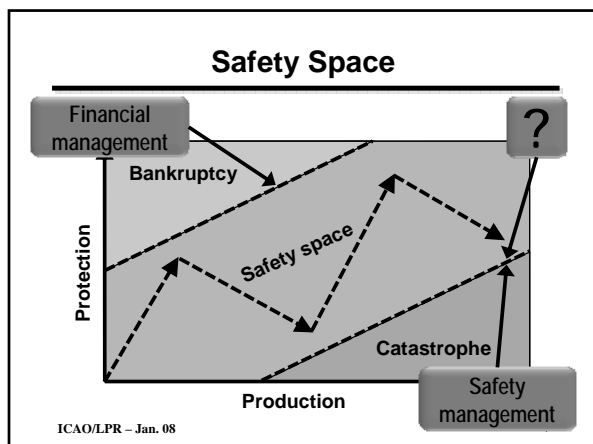 Safety Space
Financial
management
?
Bankruptcy
Safety space
Protection
Catastrophe
Safety
management
Production
ICAO/LPR – Jan. 08